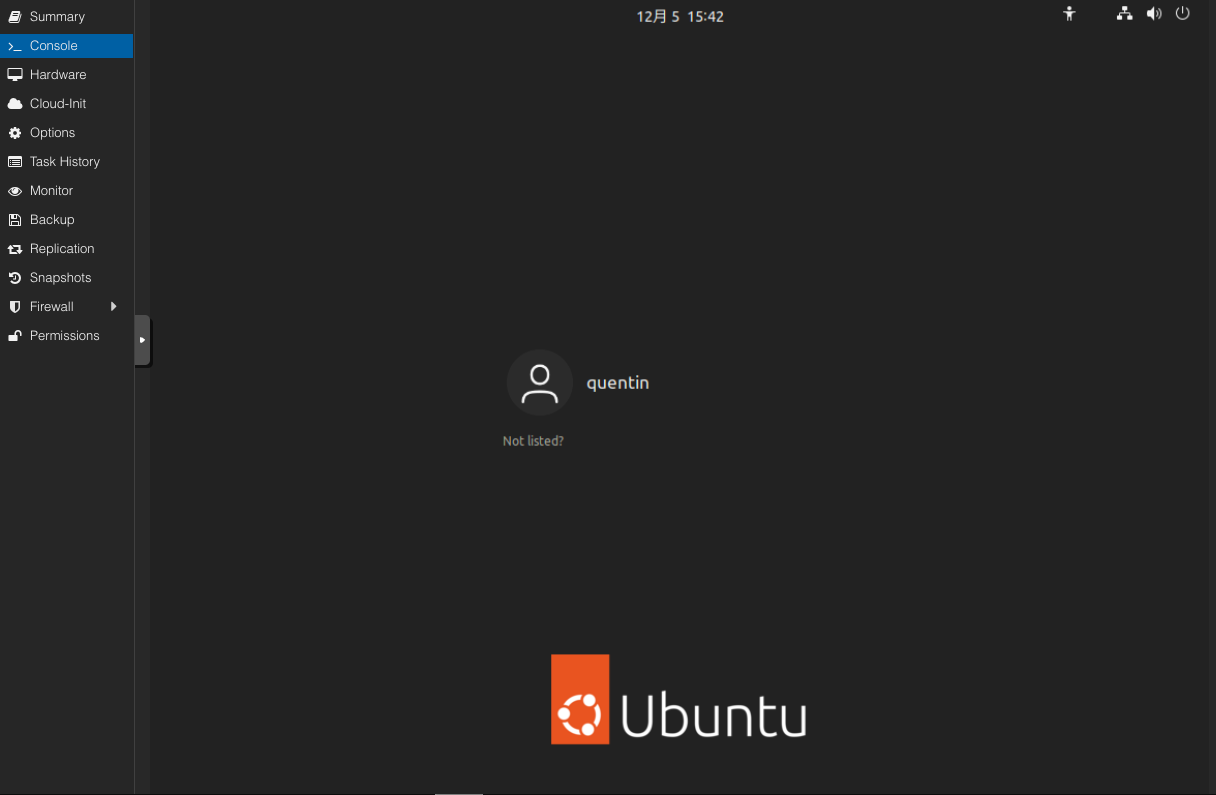 Summary
Console
Hardware
Cloud-Init
Options
Task History
Monitor
Backup
Replication
Snapshots
Firewall
Permissions
12月 5 15:42
quentin
Not listed?
Ubuntu